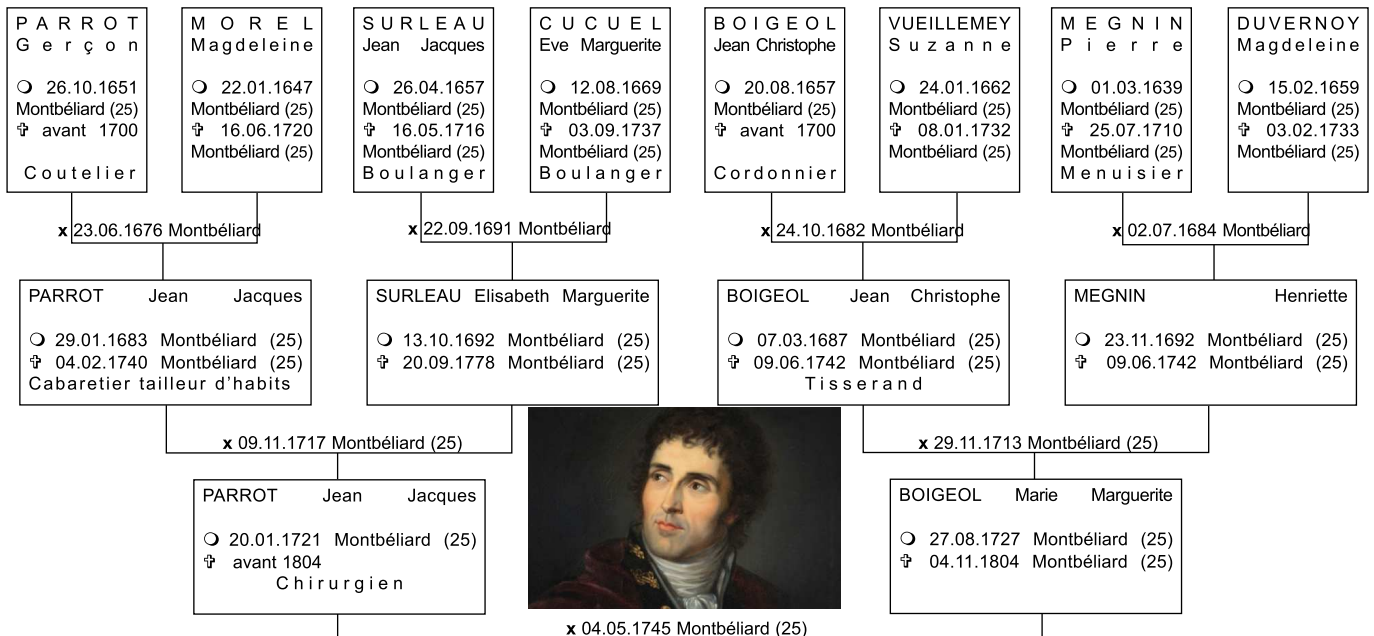 PARROT
Gerçon
❍ 26.10.1651
Montbéliard (25)
✞ avant 1700
Coutelier
MOREL
Magdeleine
❍ 22.01.1647
Montbéliard (25)
✞ 16.06.1720
Montbéliard (25)
SURLEAU
Jean Jacques
❍ 26.04.1657
Montbéliard (25)
✞ 16.05.1716
Montbéliard (25)
Boulanger
CUCUEL
Eve Marguerite
❍ 12.08.1669
Montbéliard (25)
✞ 03.09.1737
Montbéliard (25)
Boulanger
BOIGEOL
Jean Christophe
❍ 20.08.1657
Montbéliard (25)
✞ avant 1700
Cordonnier
VUEILLEMEY
Suzanne
❍ 24.01.1662
Montbéliard (25)
✞ 08.01.1732
Montbéliard (25)
MEGNIN
Pierre
❍ 01.03.1639
Montbéliard (25)
✞ 25.07.1710
Montbéliard (25)
Menuisier
DUVERNOY
Magdeleine
❍ 15.02.1659
Montbéliard (25)
✞ 03.02.1733
Montbéliard (25)
x 23.06.1676 Montbéliard
x 22.09.1691 Montbéliard
x 24.10.1682 Montbéliard
x 02.07.1684 Montbéliard
PARROT Jean Jacques
❍ 29.01.1683 Montbéliard (25)
✞ 04.02.1740 Montbéliard (25)
Cabaretier tailleur d'habits
SURLEAU Elisabeth Marguerite
❍ 13.10.1692 Montbéliard (25)
✞ 20.09.1778 Montbéliard (25)
BOIGEOL Jean Christophe
❍ 07.03.1687 Montbéliard (25)
✞ 09.06.1742 Montbéliard (25)
Tisserand
MEGNIN Henriette
❍ 23.11.1692 Montbéliard (25)
✞ 09.06.1742 Montbéliard (25)
x 09.11.1717 Montbéliard (25)
x 29.11.1713 Montbéliard (25)
PARROT Jean Jacques
❍ 20.01.1721 Montbéliard (25)
✞ avant 1804
Chirurgien
BOIGEOL Marie Marguerite
❍ 27.08.1727 Montbéliard (25)
✞ 04.11.1804 Montbéliard (25)
x 04.05.1745 Montbéliard (25)